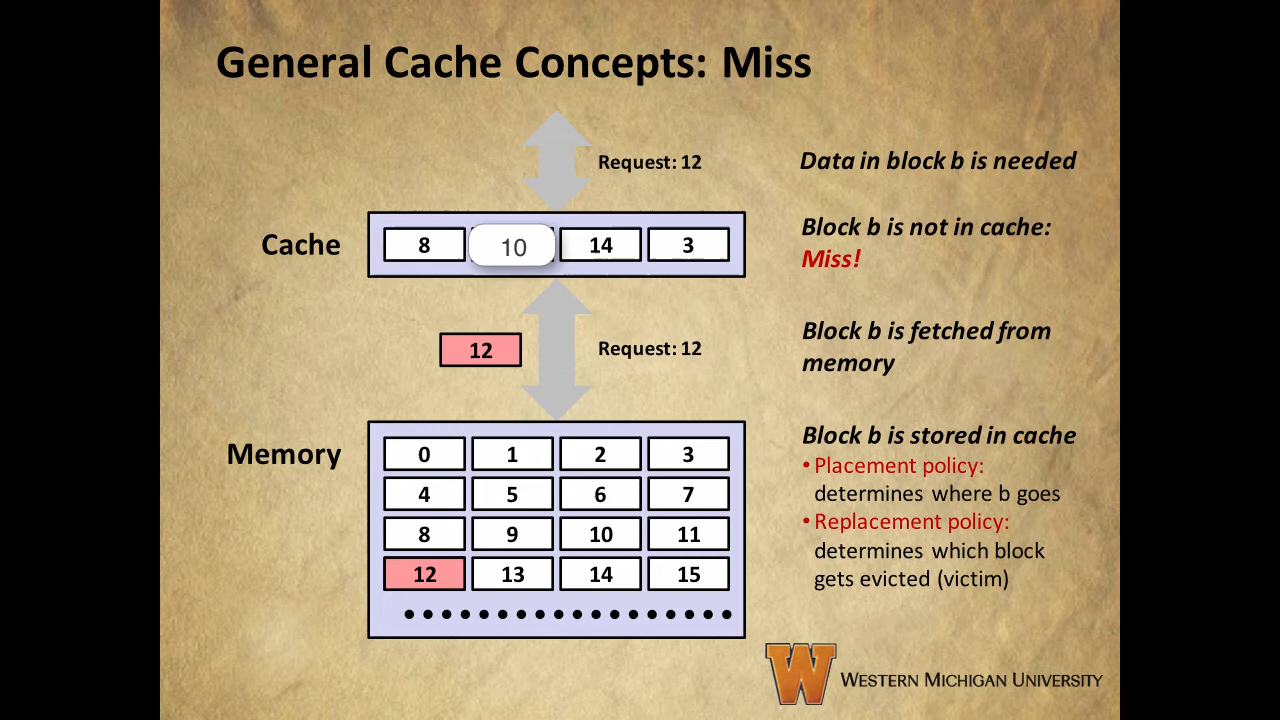 General Cache Concepts: Miss
Request: 12
Data in block b is needed
Cache
8 10 14 3
Block b is not in cache:
Miss!
12
Request: 12
Block b is fetched from
memory
Memory
0 1 2 3
4 5 6 7
8 9 10 11
12 13 14 15
Block b is stored in cache
• Placement policy:
determines where b goes
• Replacement policy:
determines which block
gets evicted (victim)
W WESTERN MICHIGAN UNIVERSITY